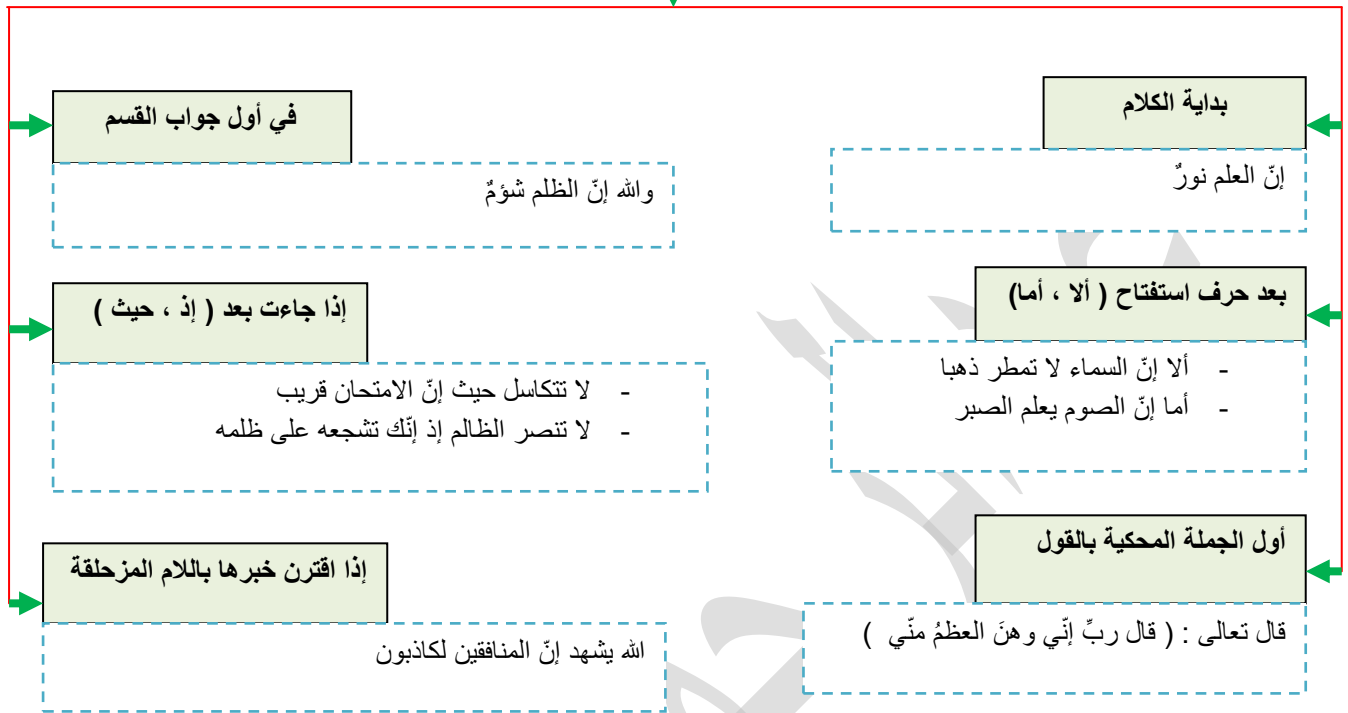 بداية الكلام
إنّ العلم نورٌ
في أول جواب القسم
والله إنّ الظلم شؤمٌ
بعد حرف استفتاح ( ألا ، أما)
- ألا إنّ السماء لا تمطر ذهبا
- أما إنّ الصوم يعلم الصبر
إذا جاءت بعد ( إذ ، حيث )
- لا تتكاسل حيث إنّ الامتحان قريب
- لا تنصر الظالم إذ إنّك تشجعه على ظلمه
أول الجملة المحكية بالقول
قال تعالى : ( قال ربِّ إنّي وهنَ العظمُ منّي )
إذا اقترن خبرها باللام المزحلقة
الله يشهد إنّ المنافقين لكاذبون